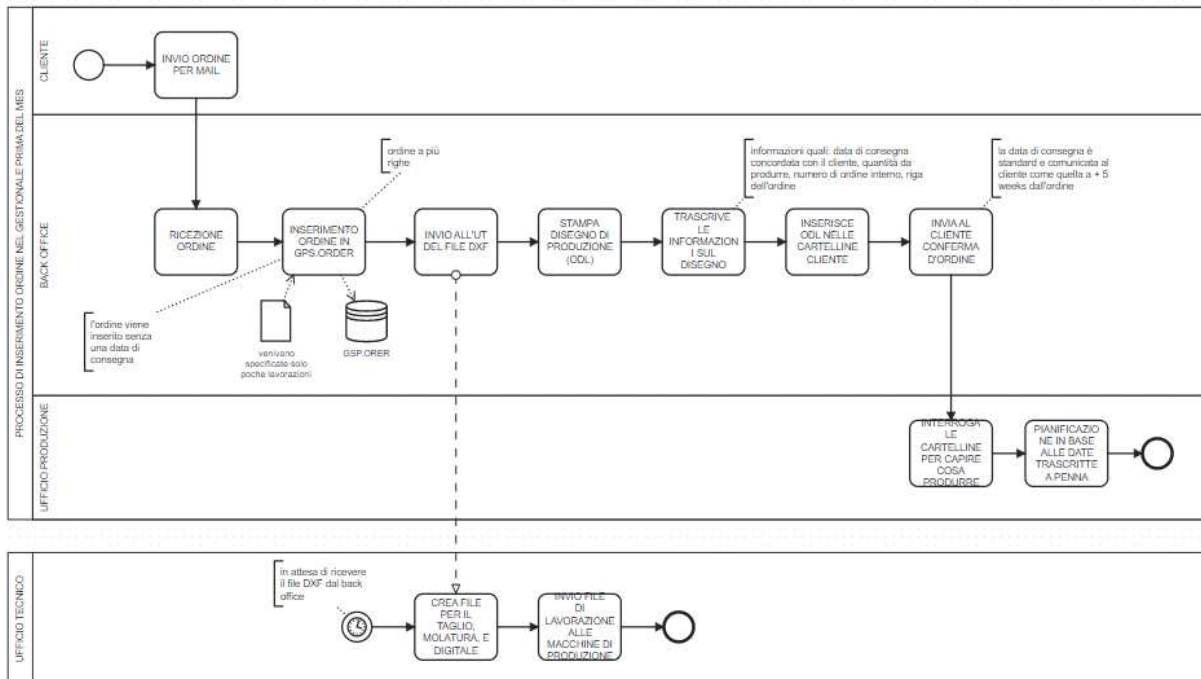 PROCESSO DI INSERIMENTO ORDINE NEL GESTIONALE PRIMA DEL MES
CLIENTE
INVIO ORDINE
PER MAIL
BACK OFFICE
ordine a più
righe
informazioni quali: data di consegna
concordata con il cliente, quantità da
produrre, numero di ordine interno, riga
dell'ordine
la data di consegna è
standard e comunicata al
cliente come quella a + 5
weeks dall'ordine
RICEZIONE
ORDINE
INSERIMENTO
ORDINE IN
GPS.ORDER
INVIO ALL'UT
DEL FILE DXF
STAMPA
DISEGNO DI
PRODUZIONE
(ODL)
TRASCRIVE
LE
INFORMAZION
I SUL
DISEGNO
INSERISCE
ODL NELLE
CARTELLINE
CLIENTE
INVIA AL
CLIENTE
CONFERMA
D'ORDINE
l'ordine viene
inserito senza
una data di
consegna
venivano
specificate solo
poche lavorazioni
GSP.ORER
UFFICIO PRODUZIONE
INTERROGA
LE
CARTELLINE
PER CAPIRE
COSA
PRODURRE
PIANIFICAZIO
NE IN BASE
ALLE DATE
TRASCRITTE
A PENNA
UFFICIO TECNICO
in attesa di ricevere
il file DXF dal back
office
CREA FILE
PER IL
TAGLIO,
MOLATURA, E
DIGITALE
INVIO FILE
DI
LAVORAZIONE
ALLE
MACCHINE DI
PRODUZIONE